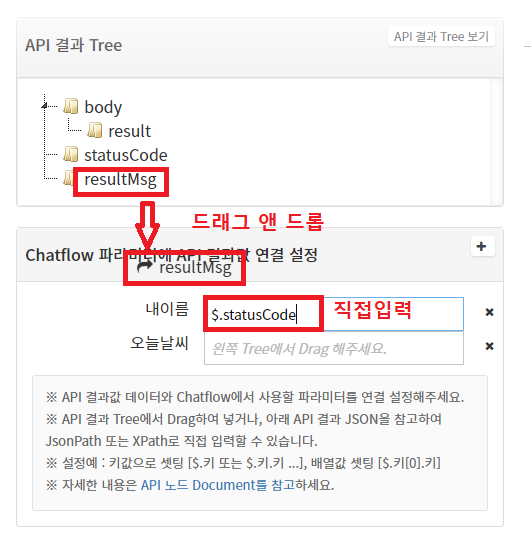 API 결과 Tree
API 결과 Tree 보기
body
result
statusCode
resultMsg
드래그 앤 드롭
Chatflow 파라미터에 API 결과값 연결 설정
resultMsg
내이름
$.statusCode
직접입력
오늘날씨
왼쪽 Tree에서 Drag 해주세요.
※ API 결과값 데이터와 Chatflow에서 사용할 파라미터를 연결 설정해주세요.
※ API 결과 Tree에서 Drag하여 넣거나, 아래 API 결과 JSON을 참고하여
JsonPath 또는 XPath로 직접 입력할 수 있습니다.
※ 설정예 : 키값으로 셋팅 [$.키 또는 $.키.키 ...], 배열값 셋팅 [$.키[0].키]
※ 자세한 내용은 API 노드 Document를 참고하세요.